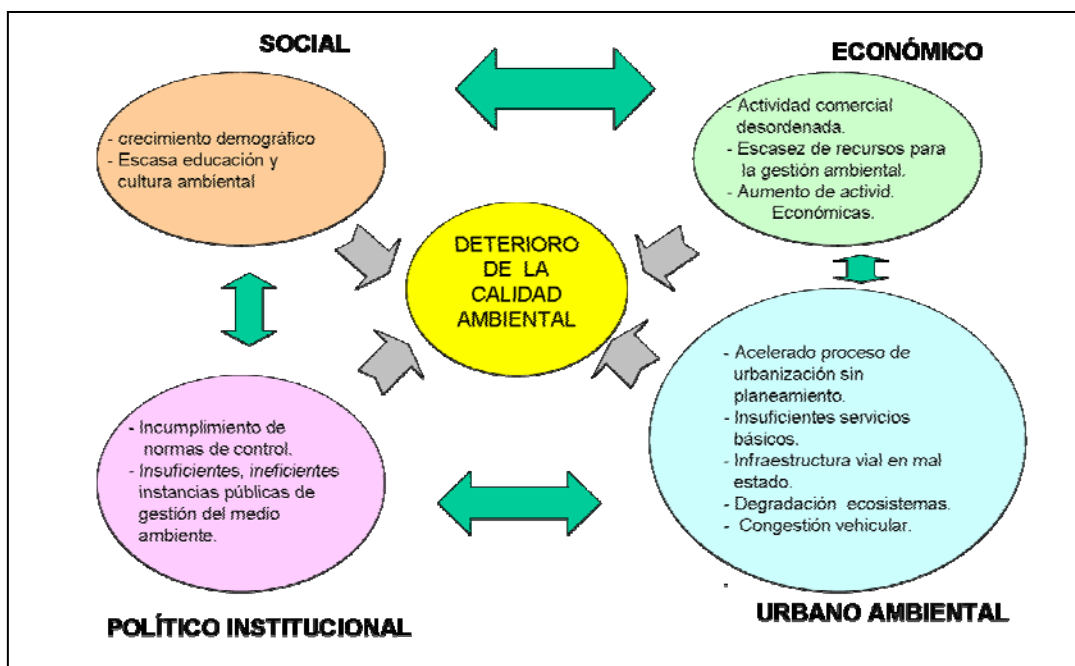 SOCIAL
ECONÓMICO
- crecimiento demográfico
- Escasa educación y
cultura ambiental
- Actividad comercial
desordenada.
- Escasez de recursos para
la gestión ambiental.
- Aumento de activid.
Económicas.
DETERIORO
DE LA
CALIDAD
AMBIENTAL
- Incumplimiento de
normas de control.
- Insuficientes, ineficientes
instancias públicas de
gestión del medio
ambiente.
- Acelerado proceso de
urbanización sin
planeamiento.
- Insuficientes servicios
básicos.
- Infraestructura vial en mal
estado.
- Degradación ecosistemas.
- Congestión vehicular.
.
POLÍTICO INSTITUCIONAL
URBANO AMBIENTAL